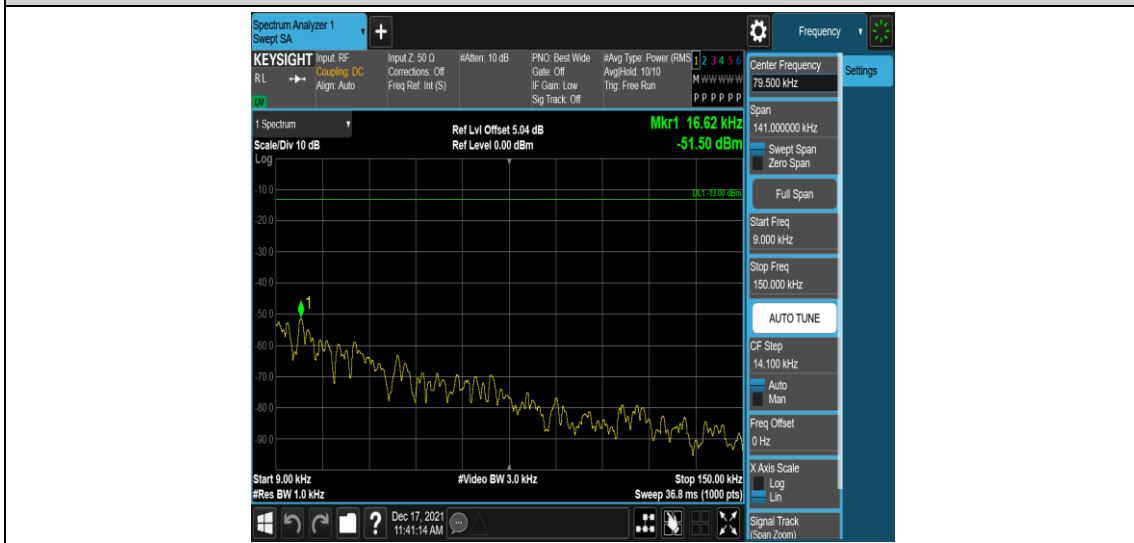 Spectrum Analyzer 1
Swept SA
+
Frequency
KEYSIGHT
RL
LXI
Input: RF
Coupling: DC
Align: Auto
Input Z: 50 Ω
Corrections: Off
Freq Ref: Int (S)
#Atten: 10 dB
PNO: Best Wide
Gate: Off
IF Gain: Low
Sig Track: Off
#Avg Type: Power (RMS
Avg|Hold: 10/10
Trig: Free Run
1 2 3 4 5 6
M W W W W W
P P P P P P
1 Spectrum
Scale/Div 10 dB
Log
Ref Lvl Offset 5.04 dB
Ref Level 0.00 dBm
Mkr1 16.62 kHz
-51.50 dBm
DL1 -13.00 dBm
-10.0
-20.0
-30.0
-40.0
-50.0
-60.0
-70.0
-80.0
-90.0
1
Start 9.00 kHz
#Res BW 1.0 kHz
#Video BW 3.0 kHz
Stop 150.00 kHz
Sweep 36.8 ms (1000 pts)
Center Frequency
79.500 kHz
Span
141.000000 kHz
Swept Span
Zero Span
Full Span
Start Freq
9.000 kHz
Stop Freq
150.000 kHz
AUTO TUNE
CF Step
14.100 kHz
Auto
Man
Freq Offset
0 Hz
X Axis Scale
Log
Lin
Signal Track
(Span Zoom)
Settings
?
Dec 17, 2021
11:41:14 AM